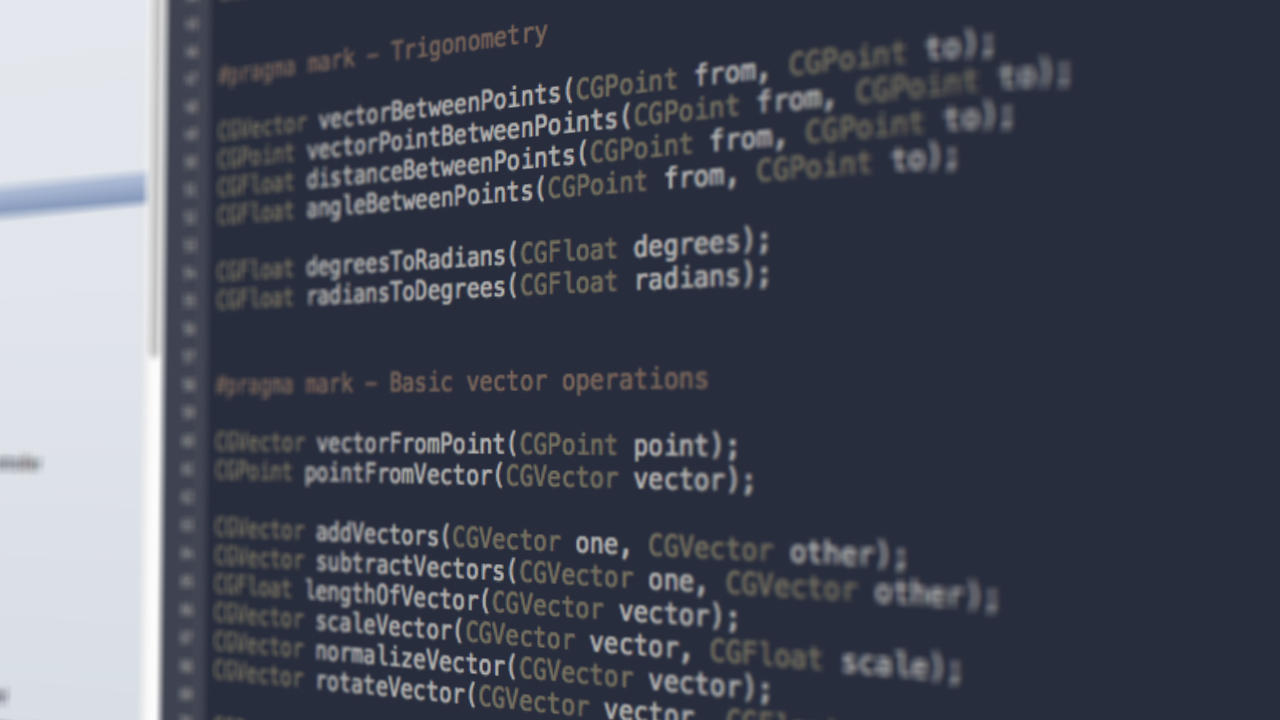 #pragma mark – Trigonometry
CGVector vectorBetweenPoints(CGPoint from, CGPoint to);
CGPoint vectorPointBetweenPoints(CGPoint from, CGPoint to);
CGFloat distanceBetweenPoints(CGPoint from, CGPoint to);
CGFloat angleBetweenPoints(CGPoint from, CGPoint to);
CGFloat degreesToRadians(CGFloat degrees);
CGFloat radiansToDegrees(CGFloat radians);
#pragma mark – Basic vector operations
CGVector vectorFromPoint(CGPoint point);
CGPoint pointFromVector(CGVector vector);
CGVector addVectors(CGVector one, CGVector other);
CGVector subtractVectors(CGVector one, CGVector other);
CGFloat lengthOfVector(CGVector vector);
CGVector scaleVector(CGVector vector, CGFloat scale);
CGVector normalizeVector(CGVector vector);
CGVector rotateVector(CGVector vector,